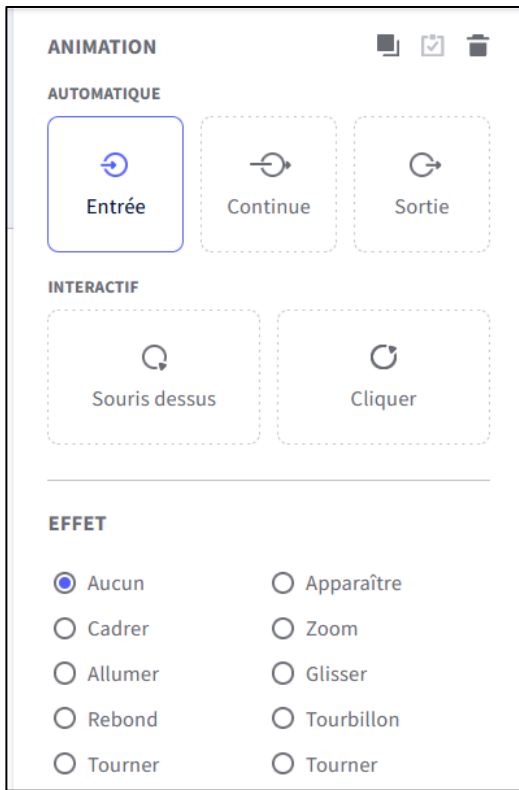 ANIMATION
AUTOMATIQUE
Entrée
Continue
Sortie
INTERACTIF
Souris dessus
Cliquer
EFFET
Aucun
Apparaître
Cadrer
Zoom
Allumer
Glisser
Rebond
Tourbillon
Tourner
Tourner